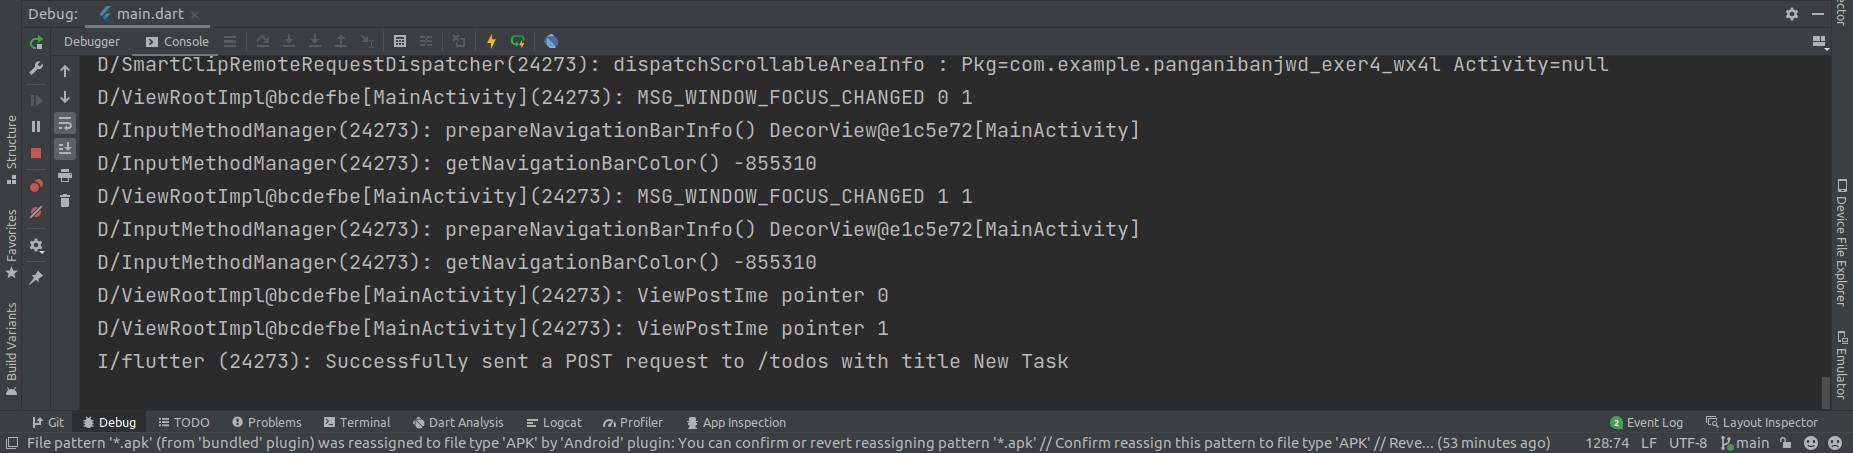 Debug: main.dart
Debugger Console
D/SmartClipRemoteRequestDispatcher(24273): dispatchScrollableAreaInfo : Pkg=com.example.panganibanjwd_exer4_wx4l Activity=null
D/ViewRootImpl@bcdefbe[MainActivity](24273): MSG_WINDOW_FOCUS_CHANGED 0 1
D/InputMethodManager(24273): prepareNavigationBarInfo() DecorView@e1c5e72[MainActivity]
D/InputMethodManager(24273): getNavigationBarColor() -855310
D/ViewRootImpl@bcdefbe[MainActivity](24273): MSG_WINDOW_FOCUS_CHANGED 1 1
D/InputMethodManager(24273): prepareNavigationBarInfo() DecorView@e1c5e72[MainActivity]
D/InputMethodManager(24273): getNavigationBarColor() -855310
D/ViewRootImpl@bcdefbe[MainActivity](24273): ViewPostIme pointer 0
D/ViewRootImpl@bcdefbe[MainActivity](24273): ViewPostIme pointer 1
I/flutter (24273): Successfully sent a POST request to /todos with title New Task
Structure
Favorites
Build Variants
Device File Explorer
Emulator
Git Debug TODO Problems Terminal Dart Analysis Logcat Profiler App Inspection 2 Event Log Layout Inspector
File pattern '*.apk' (from 'bundled' plugin) was reassigned to file type 'APK' by 'Android' plugin: You can confirm or revert reassigning pattern '*.apk' // Confirm reassign this pattern to file type 'APK' // Reve... (53 minutes ago) 128:74 LF UTF-8 main